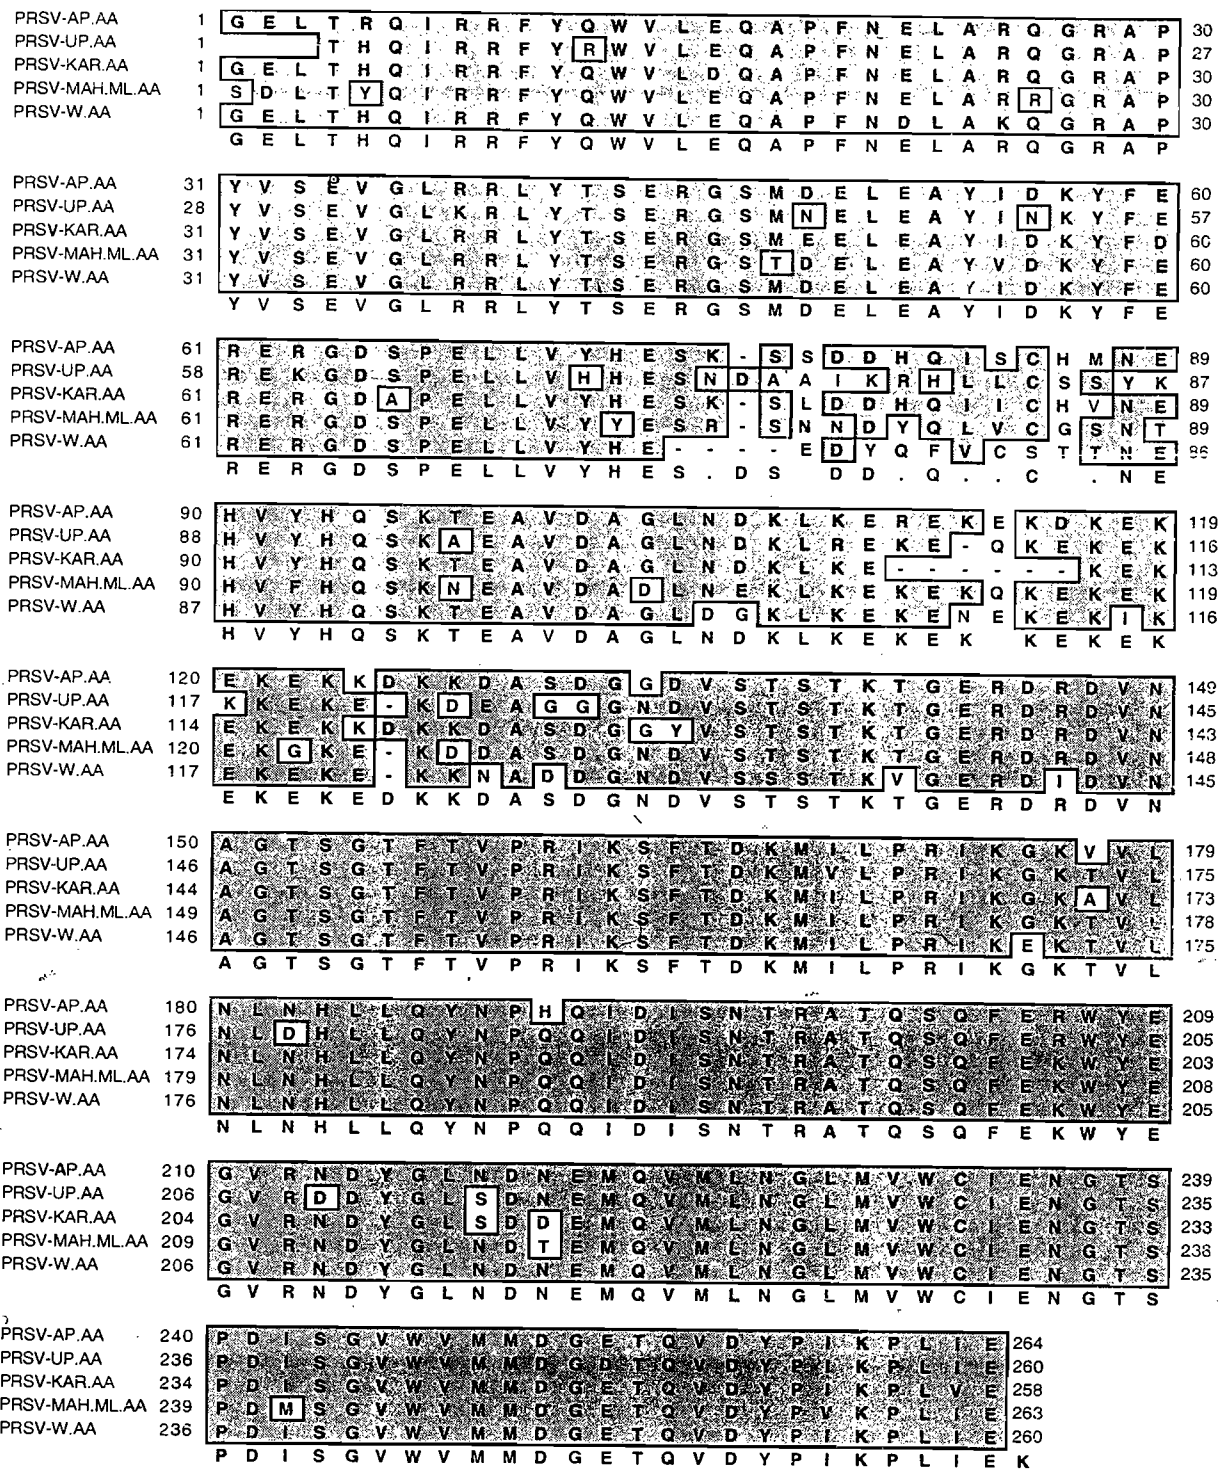 PRSV-AP.AA 1 G E L T R Q I R R F Y Q W V L E Q A P F N E L A R Q G R A P 30
PRSV-UP.AA 1 T H Q I R R F Y R W V L E Q A P F N E L A R Q G R A P 27
PRSV-KAR.AA 1 G E L T H Q I R R F Y Q W V L D Q A P F N E L A R Q G R A P 30
PRSV-MAH.ML.AA 1 S D L T Y Q I R R F Y Q W V L E Q A P F N E L A R R G R A P 30
PRSV-W.AA 1 G E L T H Q I R R F Y Q W V L E Q A P F N D L A K Q G R A P 30
G E L T H Q I R R F Y Q W V L E Q A P F N E L A R Q G R A P
PRSV-AP.AA 31 Y V S E V G L R R L Y T S E R G S M D E L E A Y I D K Y F E 60
PRSV-UP.AA 28 Y V S E V G L K R L Y T S E R G S M N E L E A Y I N K Y F E 57
PRSV-KAR.AA 31 Y V S E V G L R R L Y T S E R G S M E E L E A Y I D K Y F D 60
PRSV-MAH.ML.AA 31 Y V S E V G L R R L Y T S E R G S T D E L E A Y V D K Y F E 60
PRSV-W.AA 31 Y V S E V G L R R L Y T S E R G S M D E L E A Y I D K Y F E 60
Y V S E V G L R R L Y T S E R G S M D E L E A Y I D K Y F E
PRSV-AP.AA 61 R E R G D S P E L L V Y H E S K - S S D D H Q I S C H M N E 89
PRSV-UP.AA 58 R E K G D S P E L L V H H E S N D A A I K R H L L C S S Y K 87
PRSV-KAR.AA 61 R E R G D A P E L L V Y H E S K - S L D D H Q I I C H V N E 89
PRSV-MAH.ML.AA 61 R E R G D S P E L L V Y Y E S R - S N N D Y Q L V C G S N T 89
PRSV-W.AA 61 R E R G D S P E L L V Y H E - - - - E D Y Q F V C S T T N E 86
R E R G D S P E L L V Y H E S . D S D D . Q . . C . N E
PRSV-AP.AA 90 H V Y H Q S K T E A V D A G L N D K L K E R E K E K D K E K 119
PRSV-UP.AA 88 H V Y H Q S K A E A V D A G L N D K L R E K E - Q K E K E K 116
PRSV-KAR.AA 90 H V Y H Q S K T E A V D A G L N D K L K E - - - - - - K E K 113
PRSV-MAH.ML.AA 90 H V F H Q S K N E A V D A D L N E K L K E K E K Q K E K E K 119
PRSV-W.AA 87 H V Y H Q S K T E A V D A G L D G K L K E K E N E K E K I K 116
H V Y H Q S K T E A V D A G L N D K L K E K E K K E K E K
PRSV-AP.AA 120 E K E K K D K K D A S D G G D V S T S T K T G E R D R D V N 149
PRSV-UP.AA 117 K K E K E - K D E A G G G N D V S T S T K T G E R D R D V N 145
PRSV-KAR.AA 114 E K E K K D K K D A S D G G Y V S T S T K T G E R D R D V N 143
PRSV-MAH.ML.AA 120 E K G K E - K D D A S D G N D V S T S T K T G E R D R D V N 148
PRSV-W.AA 117 E K E K E - K K N A D D G N D V S S S T K V G E R D I D V N 145
E K E K E D K K D A S D G N D V S T S T K T G E R D R D V N
PRSV-AP.AA 150 A G T S G T F T V P R I K S F T D K M I L P R I K G K V V L 179
PRSV-UP.AA 146 A G T S G T F T V P R I K S F T D K M V L P R I K G K T V L 175
PRSV-KAR.AA 144 A G T S G T F T V P R I K S F T D K M I L P R I K G K A V L 173
PRSV-MAH.ML.AA 149 A G T S G T F T V P R I K S F T D K M I L P R I K G K T V L 178
PRSV-W.AA 146 A G T S G T F T V P R I K S F T D K M I L P R I K E K T V L 175
A G T S G T F T V P R I K S F T D K M I L P R I K G K T V L
PRSV-AP.AA 180 N L N H L L Q Y N P H Q I D I S N T R A T Q S Q F E R W Y E 209
PRSV-UP.AA 176 N L D H L L Q Y N P Q Q L D I S N T R A T Q S Q F E R W Y E 205
PRSV-KAR.AA 174 N L N H L L Q Y N P Q Q L D I S N T R A T Q S Q F E K W Y E 203
PRSV-MAH.ML.AA 179 N L N H L L Q Y N P Q Q I D I S N T R A T Q S Q F E K W Y E 208
PRSV-W.AA 176 N L N H L L Q Y N P Q Q I D I S N T R A T Q S Q F E K W Y E 205
N L N H L L Q Y N P Q Q I D I S N T R A T Q S Q F E K W Y E
PRSV-AP.AA 210 G V R N D Y G L N D N E M Q V M L N G L M V W C I E N G T S 239
PRSV-UP.AA 206 G V R D D Y G L S D N E M Q V M L N G L M V W C I E N G T S 235
PRSV-KAR.AA 204 G V R N D Y G L S D D E M Q V M L N G L M V W C I E N G T S 233
PRSV-MAH.ML.AA 209 G V R N D Y G L N D T E M Q V M L N G L M V W C I E N G T S 238
PRSV-W.AA 206 G V R N D Y G L N D N E M Q V M L N G L M V W C I E N G T S 235
G V R N D Y G L N D N E M Q V M L N G L M V W C I E N G T S
PRSV-AP.AA 240 P D I S G V W V M M D G E T Q V D Y P I K P L I E 264
PRSV-UP.AA 236 P D I S G V W V M M D G D T Q V D Y P I K P L I E 260
PRSV-KAR.AA 234 P D I S G V W V M M D G E T Q V D Y P I K P L V E 258
PRSV-MAH.ML.AA 239 P D M S G V W V M M D G E T Q V D Y P V K P L I E 263
PRSV-W.AA 236 P D I S G V W V M M D G E T Q V D Y P I K P L I E 260
P D I S G V W V M M D G E T Q V D Y P I K P L I E K